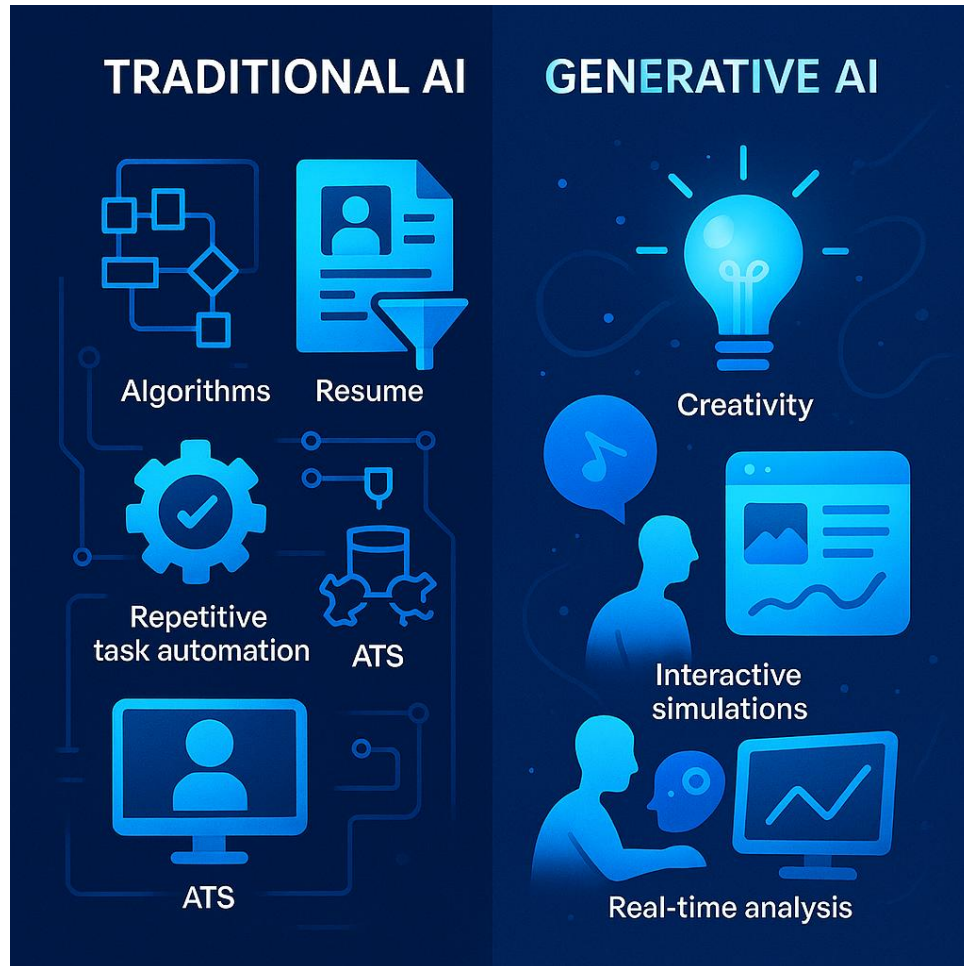 TRADITIONAL AI
Algorithms
Resume
Repetitive
task automation
ATS
ATS
GENERATIVE AI
Creativity
Interactive
simulations
Real-time analysis